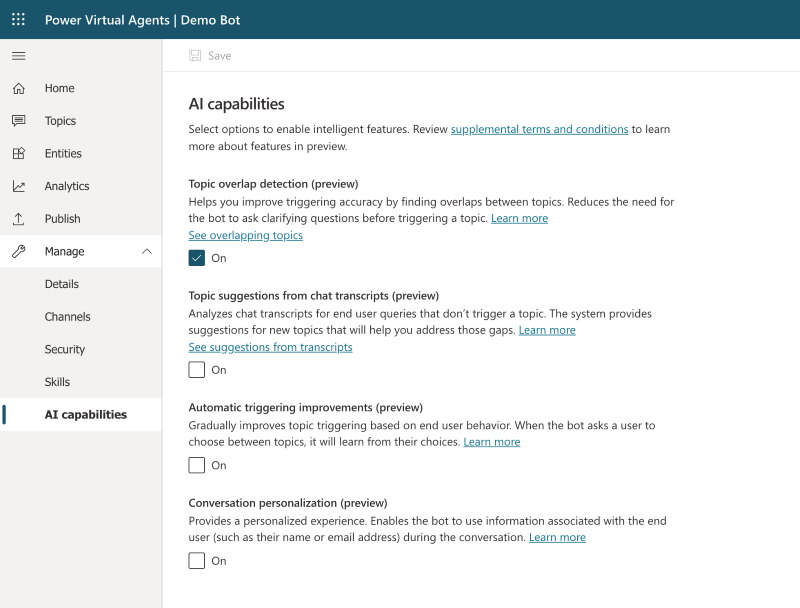 Power Virtual Agents | Demo Bot
Save
Home
Topics
Entities
Analytics
Publish
Manage
Details
Channels
Security
Skills
AI capabilities
AI capabilities
Select options to enable intelligent features. Review supplemental terms and conditions to learn
more about features in preview.
Topic overlap detection (preview)
Helps you improve triggering accuracy by finding overlaps between topics. Reduces the need for
the bot to ask clarifying questions before triggering a topic. Learn more
See overlapping topics
On
Topic suggestions from chat transcripts (preview)
Analyzes chat transcripts for end user queries that don’t trigger a topic. The system provides
suggestions for new topics that will help you address those gaps. Learn more
See suggestions from transcripts
On
Automatic triggering improvements (preview)
Gradually improves topic triggering based on end user behavior. When the bot asks a user to
choose between topics, it will learn from their choices. Learn more
On
Conversation personalization (preview)
Provides a personalized experience. Enables the bot to use information associated with the end
user (such as their name or email address) during the conversation. Learn more
On